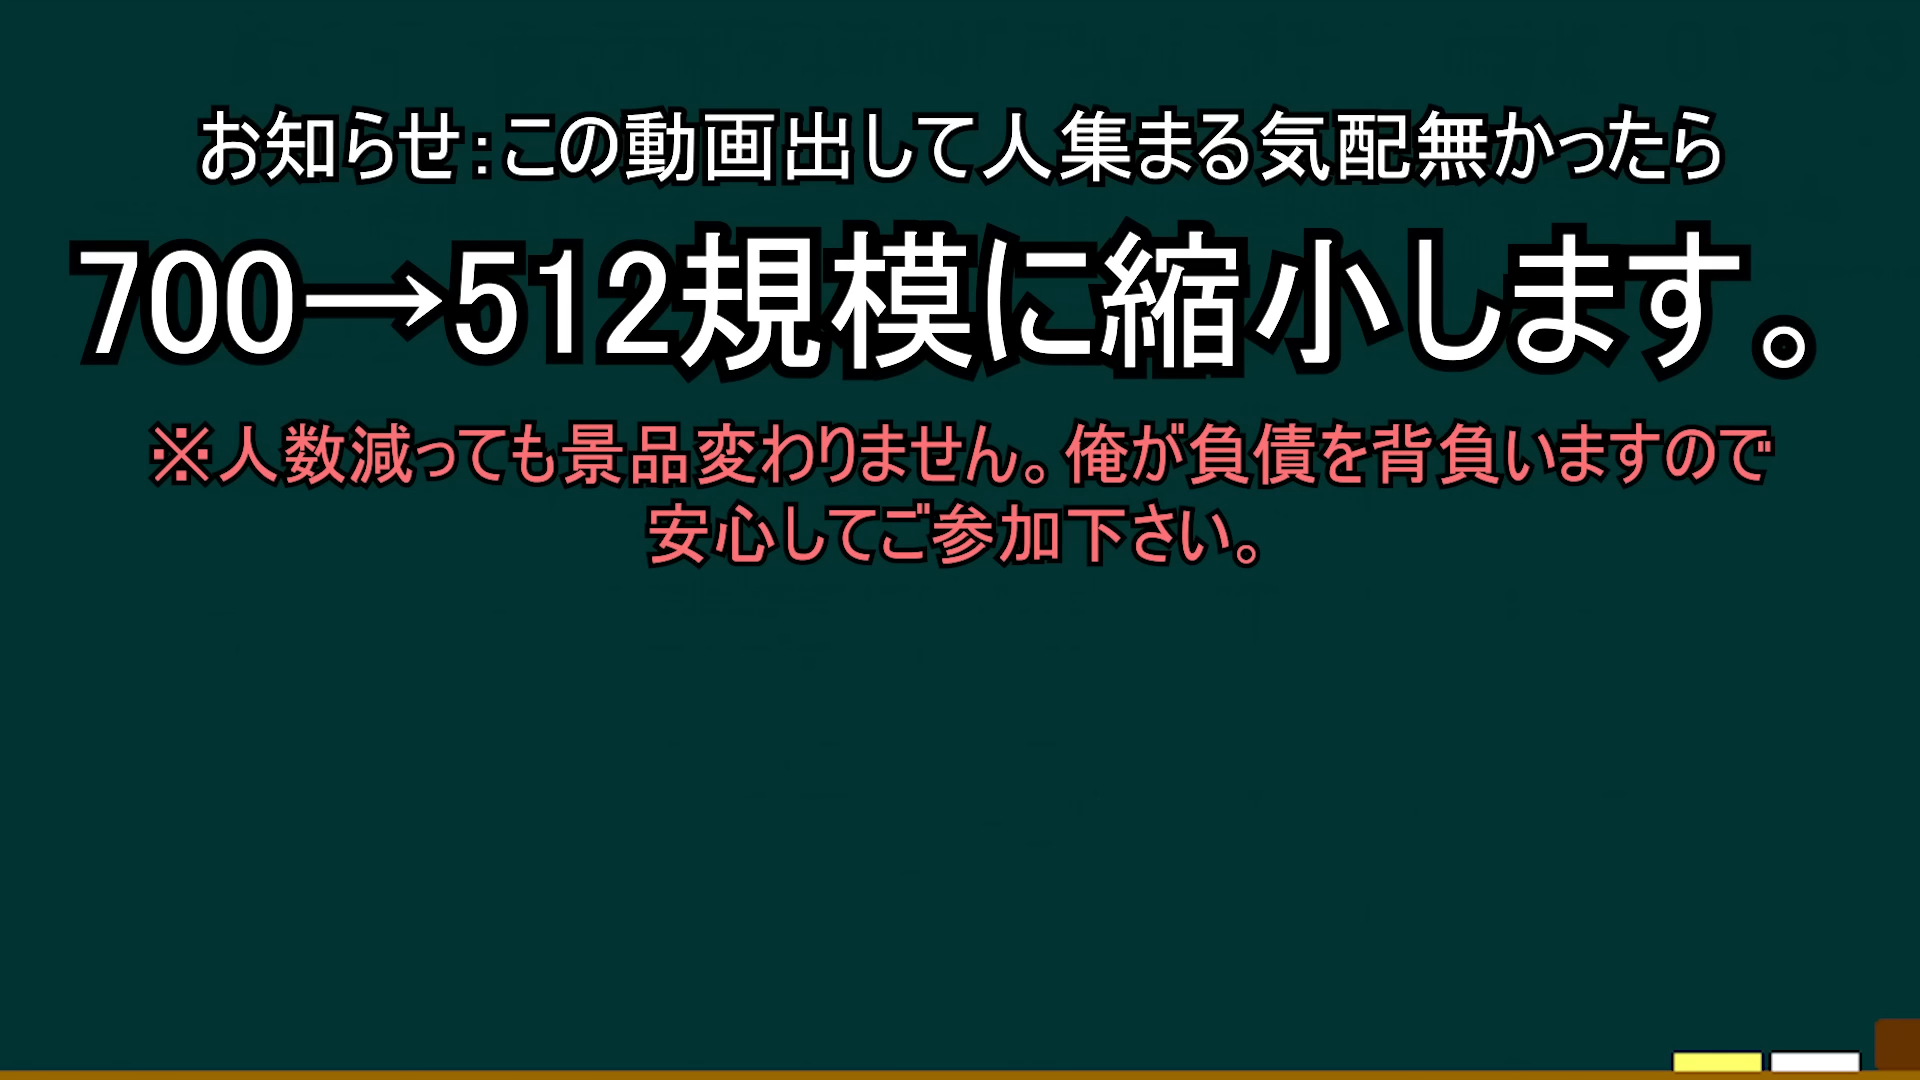 お知らせ：この動画出して人集まる気配無かったら
700→512規模に縮小します。
※人数減っても景品変わりません。俺が負債を背負いますので
安心してご参加下さい。